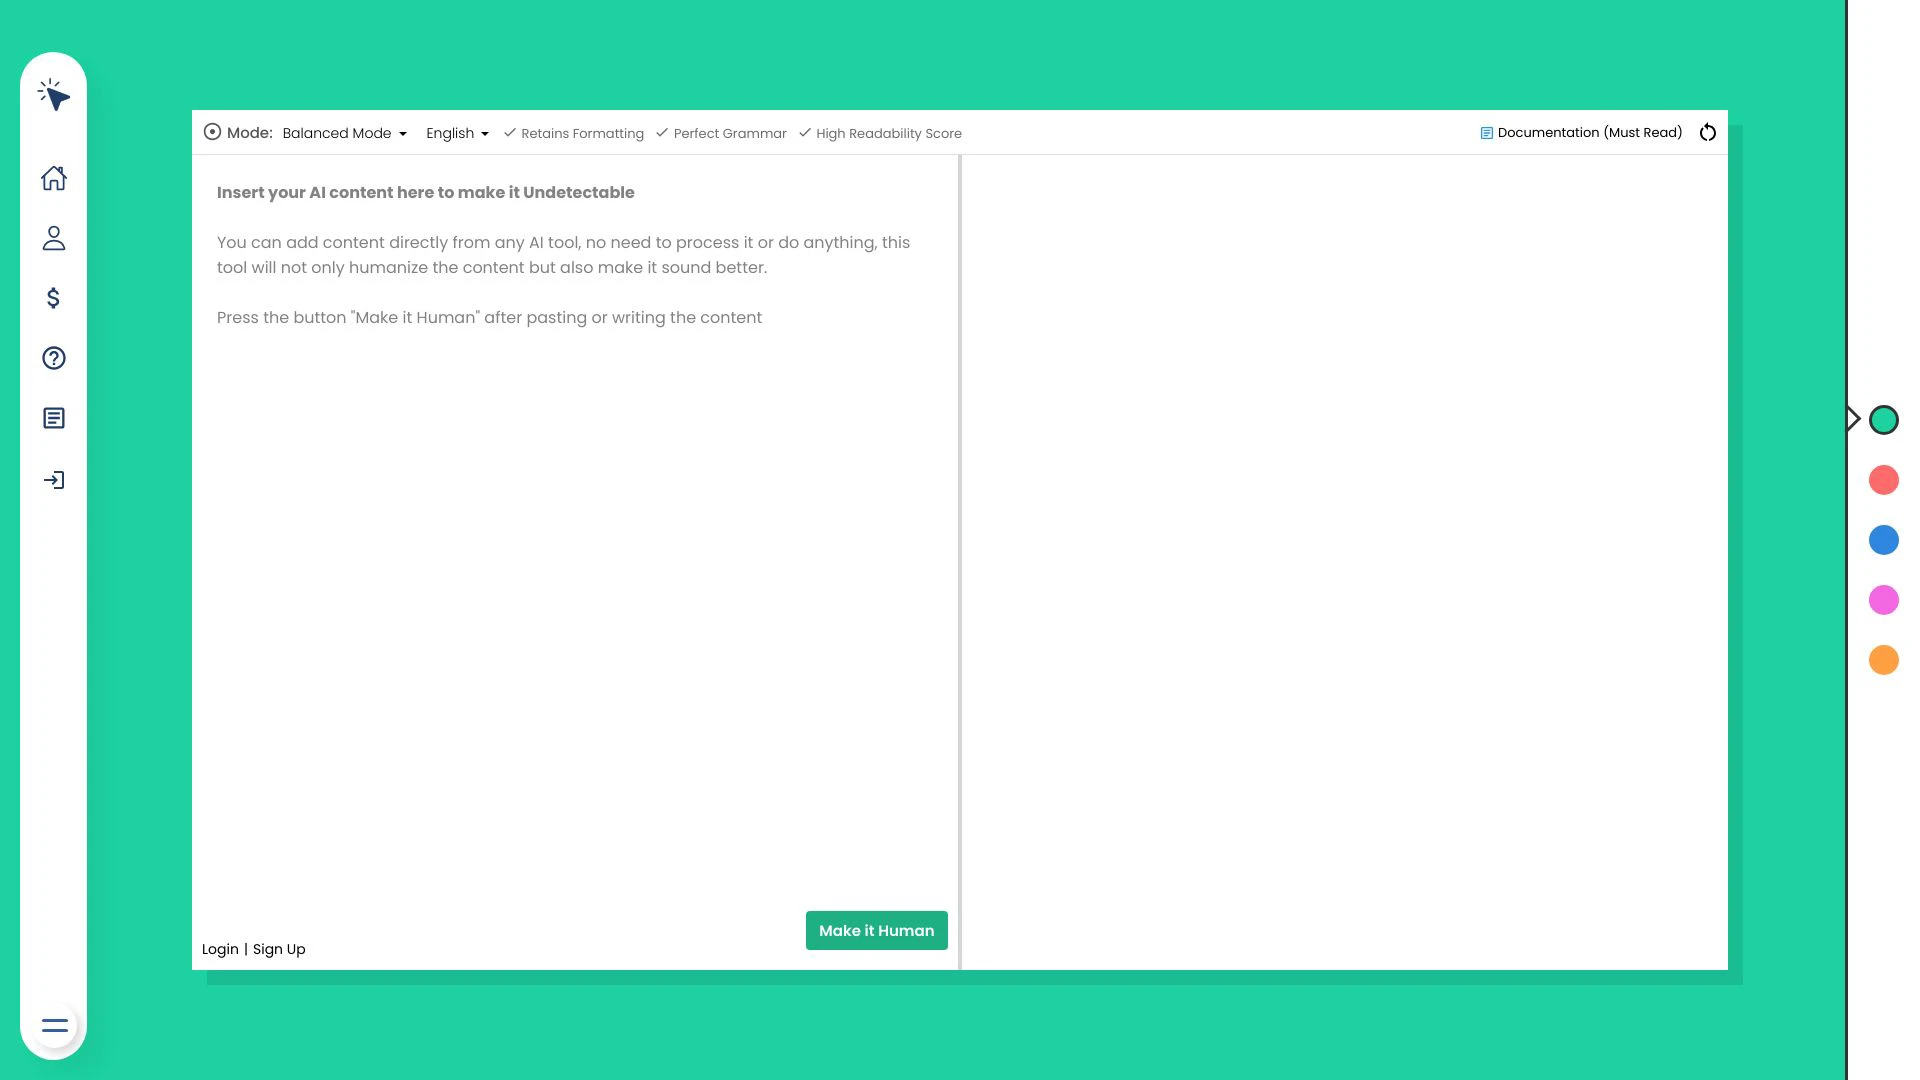 Mode: Balanced Mode English Retains Formatting Perfect Grammar High Readability Score Documentation (Must Read)
Insert your AI content here to make it Undetectable
You can add content directly from any AI tool, no need to process it or do anything, this
tool will not only humanize the content but also make it sound better.
Press the button "Make it Human" after pasting or writing the content
Make it Human
Login | Sign Up